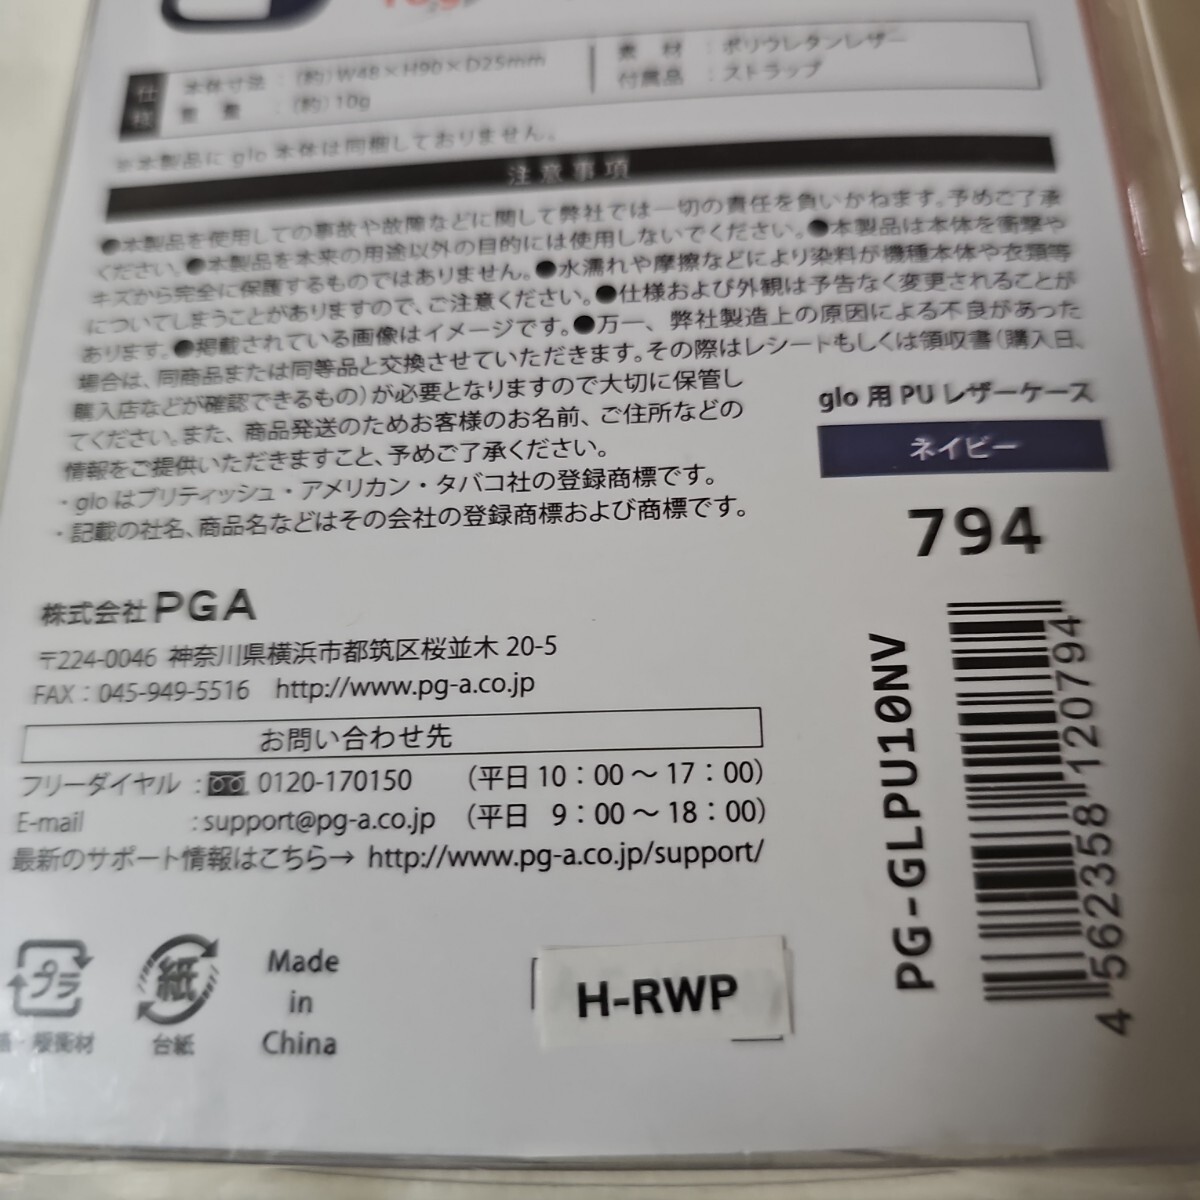 仕様
本体寸法 : (約)W48×H90×D25mm
重 量 : (約)10g
素 材 : ポリウレタンレザー
付属品 : ストラップ
※本製品にglo本体は同梱しておりません。
注意事項
●本製品を使用しての事故や故障などに関して弊社では一切の責任を負いかねます。予めご了承
ください。●本製品を本来の用途以外の目的には使用しないでください。●本製品は本体を衝撃や
キズから完全に保護するものではありません。●水濡れや摩擦などにより染料が機種本体や衣類等
についてしまうことがありますので、ご注意ください。●仕様および外観は予告なく変更されることが
あります。●掲載されている画像はイメージです。●万一、弊社製造上の原因による不良があった
場合は、同商品または同等品と交換させていただきます。その際はレシートもしくは領収書(購入日、
購入店などが確認できるもの)が必要となりますので大切に保管し
てください。また、商品発送のためお客様のお名前、ご住所などの
情報をご提供いただきますこと、予めご了承ください。
・gloはブリティッシュ・アメリカン・タバコ社の登録商標です。
・記載の社名、商品名などはその会社の登録商標および商標です。
glo用PUレザーケース
ネイビー
794
PG-GLPU10NV
4562358120794
株式会社PGA
〒224-0046 神奈川県横浜市都筑区桜並木20-5
FAX:045-949-5516 http://www.pg-a.co.jp
お問い合わせ先
フリーダイヤル : 0120-170150 (平日10:00～17:00)
E-mail :support@pg-a.co.jp (平日 9:00～18:00)
最新のサポート情報はこちら→ http://www.pg-a.co.jp/support/
プラ
・緩衝材
紙
台紙
Made
in
China
H-RWP